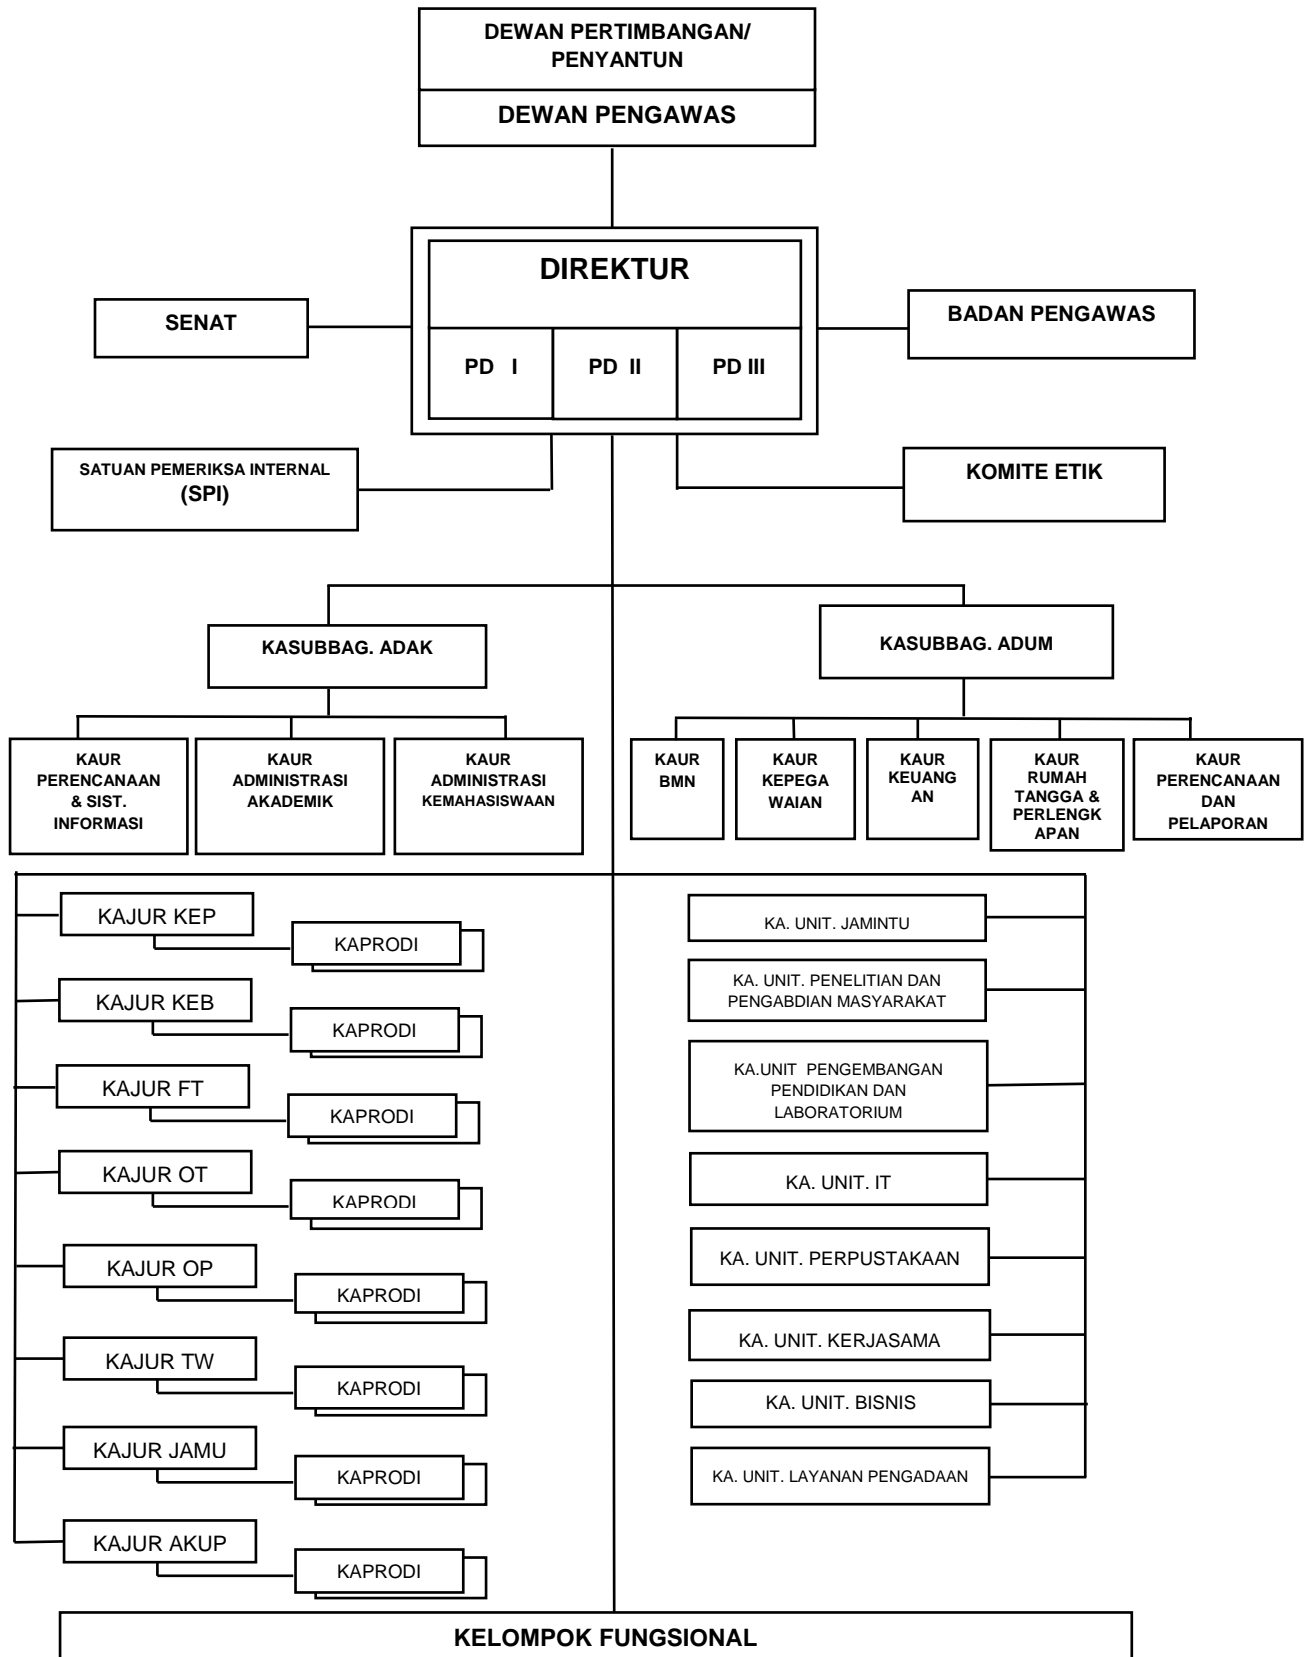 DEWAN PERTIMBANGAN/
PENYANTUN
DEWAN PENGAWAS
DIREKTUR
SENAT
BADAN PENGAWAS
PD I
PD II
PD III
SATUAN PEMERIKSA INTERNAL
(SPI)
KOMITE ETIK
KASUBBAG. ADAK
KASUBBAG. ADUM
KAUR
PERENCANAAN
& SIST.
INFORMASI
KAUR
ADMINISTRASI
AKADEMIK
KAUR
ADMINISTRASI
KEMAHASISWAAN
KAUR
BMN
KAUR
KEPEGA
WAIAN
KAUR
KEUANG
AN
KAUR
RUMAH
TANGGA &
PERLENGK
APAN
KAUR
PERENCANAAN
DAN
PELAPORAN
KAJUR KEP
KAPRODI
KAJUR KEB
KAPRODI
KAJUR FT
KAPRODI
KAJUR OT
KAPRODI
KAJUR OP
KAPRODI
KAJUR TW
KAPRODI
KAJUR JAMU
KAPRODI
KAJUR AKUP
KAPRODI
KA. UNIT. JAMINTU
KA. UNIT. PENELITIAN DAN
PENGABDIAN MASYARAKAT
KA.UNIT PENGEMBANGAN
PENDIDIKAN DAN
LABORATORIUM
KA. UNIT. IT
KA. UNIT. PERPUSTAKAAN
KA. UNIT. KERJASAMA
KA. UNIT. BISNIS
KA. UNIT. LAYANAN PENGADAAN
KELOMPOK FUNGSIONAL